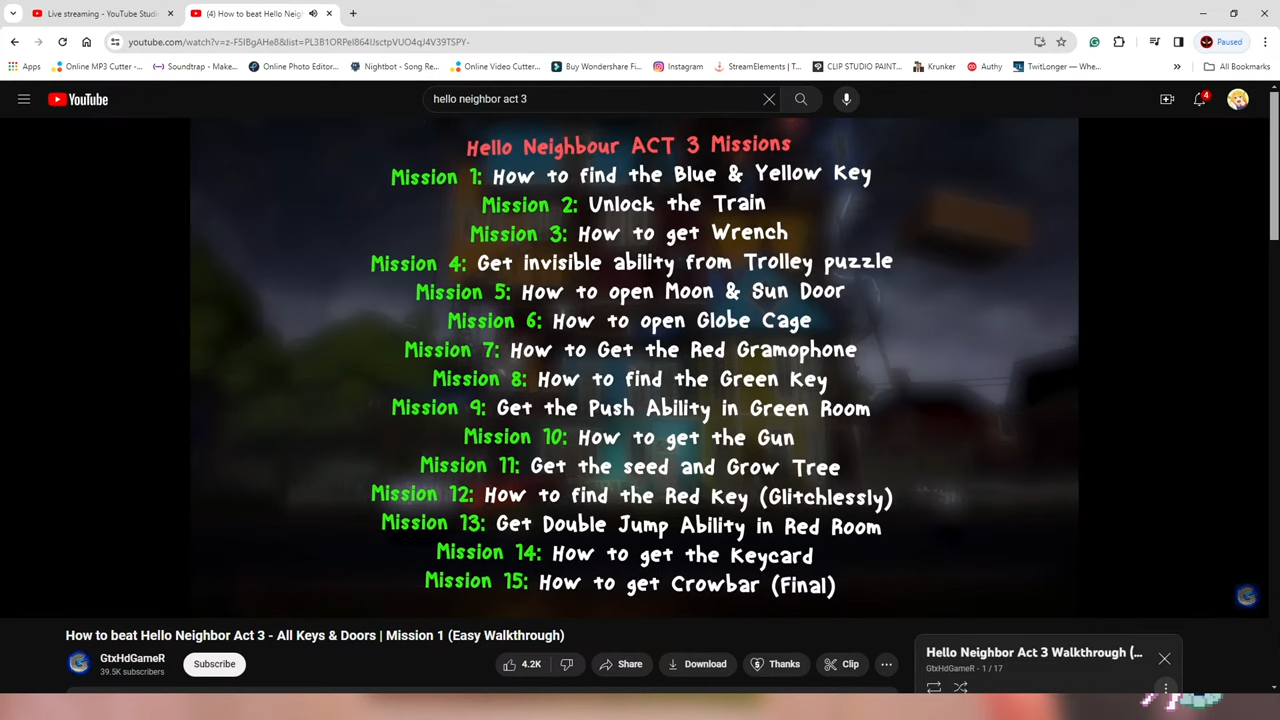 Live streaming - YouTube Studi
(4) How to beat Hello Neig
youtube.com/watch?v=z-F5IBgAHe8&list=PL3B1ORPel864IJsctpVUO4qJ4V39TSPY-
Paused
Apps
Online MP3 Cutter -...
Soundtrap - Make...
Online Photo Editor...
Nightbot - Song Re...
Online Video Cutter...
Buy Wondershare Fi...
Instagram
StreamElements | T...
CLIP STUDIO PAINT...
Krunker
Authy
TwitLonger — Whe...
»
All Bookmarks
YouTube
hello neighbor act 3
4
Hello Neighbour ACT 3 Missions
Mission 1: How to find the Blue & Yellow Key
Mission 2: Unlock the Train
Mission 3: How to get Wrench
Mission 4: Get invisible ability from Trolley puzzle
Mission 5: How to open Moon & Sun Door
Mission 6: How to open Globe Cage
Mission 7: How to Get the Red Gramophone
Mission 8: How to find the Green Key
Mission 9: Get the Push Ability in Green Room
Mission 10: How to get the Gun
Mission 11: Get the seed and Grow Tree
Mission 12: How to find the Red Key (Glitchlessly)
Mission 13: Get Double Jump Ability in Red Room
Mission 14: How to get the Keycard
Mission 15: How to get Crowbar (Final)
How to beat Hello Neighbor Act 3 - All Keys & Doors | Mission 1 (Easy Walkthrough)
GtxHdGameR
39.5K subscribers
Subscribe
4.2K
Share
Download
Thanks
Clip
Hello Neighbor Act 3 Walkthrough (...
GtxHdGameR - 1 / 17